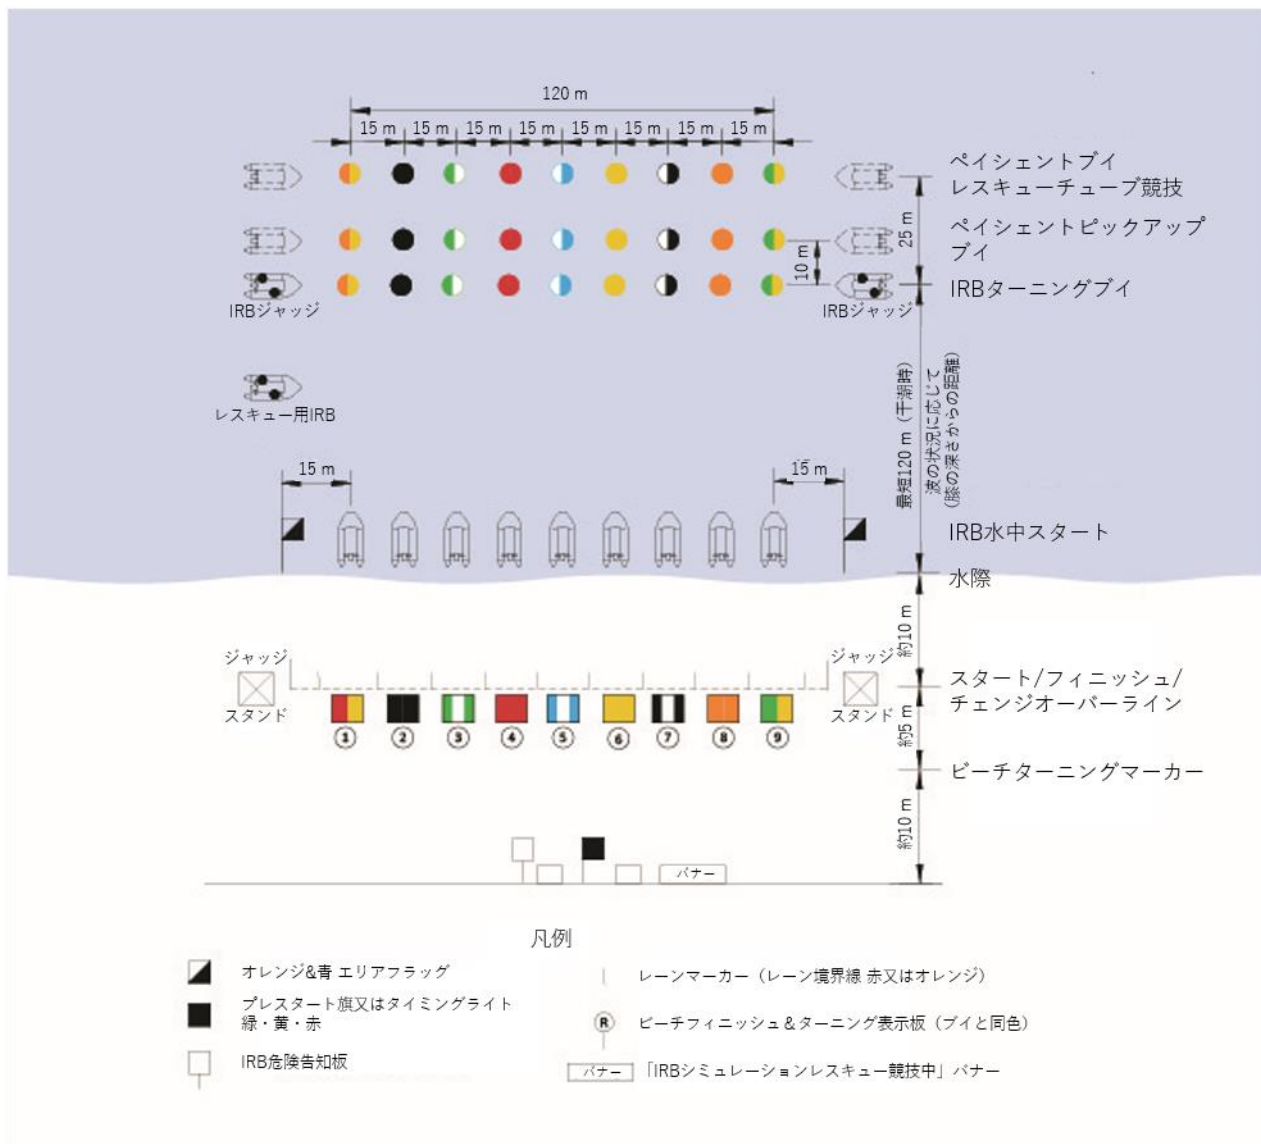 120 m
15 m 15 m 15 m 15 m 15 m 15 m 15 m 15 m
ペイシェントブイ
レスキューチューブ競技
25 m
ペイシェントピックアップ
ブイ
10 m
IRBターニングブイ
IRBジャッジ
IRBジャッジ
レスキュー用IRB
最短120 m（干潮時）
波の状況に応じて
（膝の深さからの距離）
15 m
15 m
IRB水中スタート
水際
約10 m
ジャッジ
スタンド
ジャッジ
スタンド
スタート/フィニッシュ/
チェンジオーバーライン
1 2 3 4 5 6 7 8 9
約5 m
ビーチターニングマーカー
約10 m
バナー
凡例
オレンジ&青 エリアフラッグ
プレスタート旗又はタイミングライト
緑・黄・赤
IRB危険告知板
レーンマーカー（レーン境界線 赤又はオレンジ）
R ビーチフィニッシュ＆ターニング表示板（ブイと同色）
バナー 「IRBシミュレーションレスキュー競技中」バナー